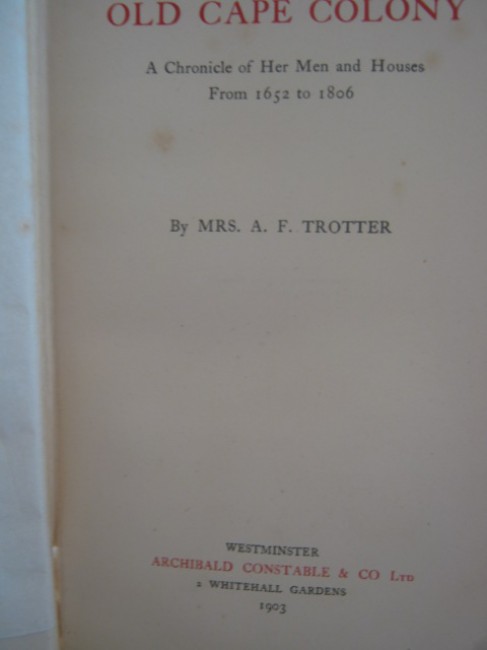 OLD CAPE COLONY
A Chronicle of Her Men and Houses
From 1652 to 1806
By MRS. A. F. TROTTER
WESTMINSTER
ARCHIBALD CONSTABLE & CO LTD
2 WHITEHALL GARDENS
1903